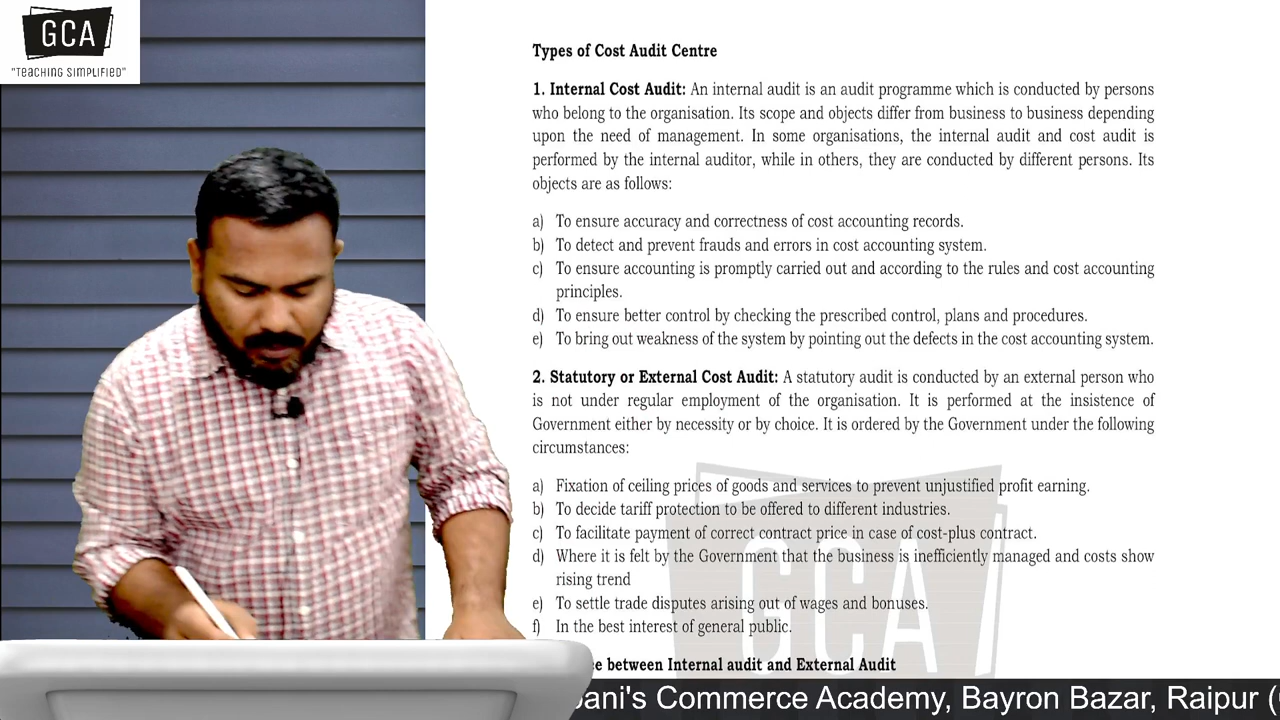 GCA
"TEACHING SIMPLIFIED"
Types of Cost Audit Centre
1. Internal Cost Audit: An internal audit is an audit programme which is conducted by persons
who belong to the organisation. Its scope and objects differ from business to business depending
upon the need of management. In some organisations, the internal audit and cost audit is
performed by the internal auditor, while in others, they are conducted by different persons. Its
objects are as follows:
a) To ensure accuracy and correctness of cost accounting records.
b) To detect and prevent frauds and errors in cost accounting system.
c) To ensure accounting is promptly carried out and according to the rules and cost accounting
principles.
d) To ensure better control by checking the prescribed control, plans and procedures.
e) To bring out weakness of the system by pointing out the defects in the cost accounting system.
2. Statutory or External Cost Audit: A statutory audit is conducted by an external person who
is not under regular employment of the organisation. It is performed at the insistence of
Government either by necessity or by choice. It is ordered by the Government under the following
circumstances:
a) Fixation of ceiling prices of goods and services to prevent unjustified profit earning.
b) To decide tariff protection to be offered to different industries.
c) To facilitate payment of correct contract price in case of cost-plus contract.
d) Where it is felt by the Government that the business is inefficiently managed and costs show
rising trend
e) To settle trade disputes arising out of wages and bonuses.
f) In the best interest of general public.
GCA
between Internal audit and External Audit
Commerce Academy, Bayron Bazar, Raipur (